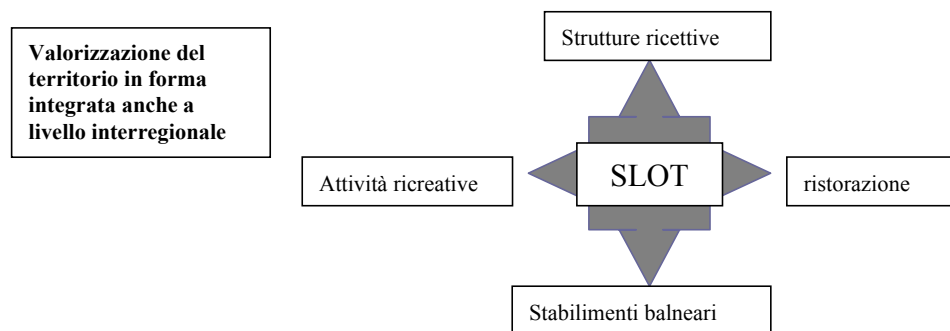 Valorizzazione del
territorio in forma
integrata anche a
livello interregionale
Strutture ricettive
Attività ricreative
SLOT
ristorazione
Stabilimenti balneari